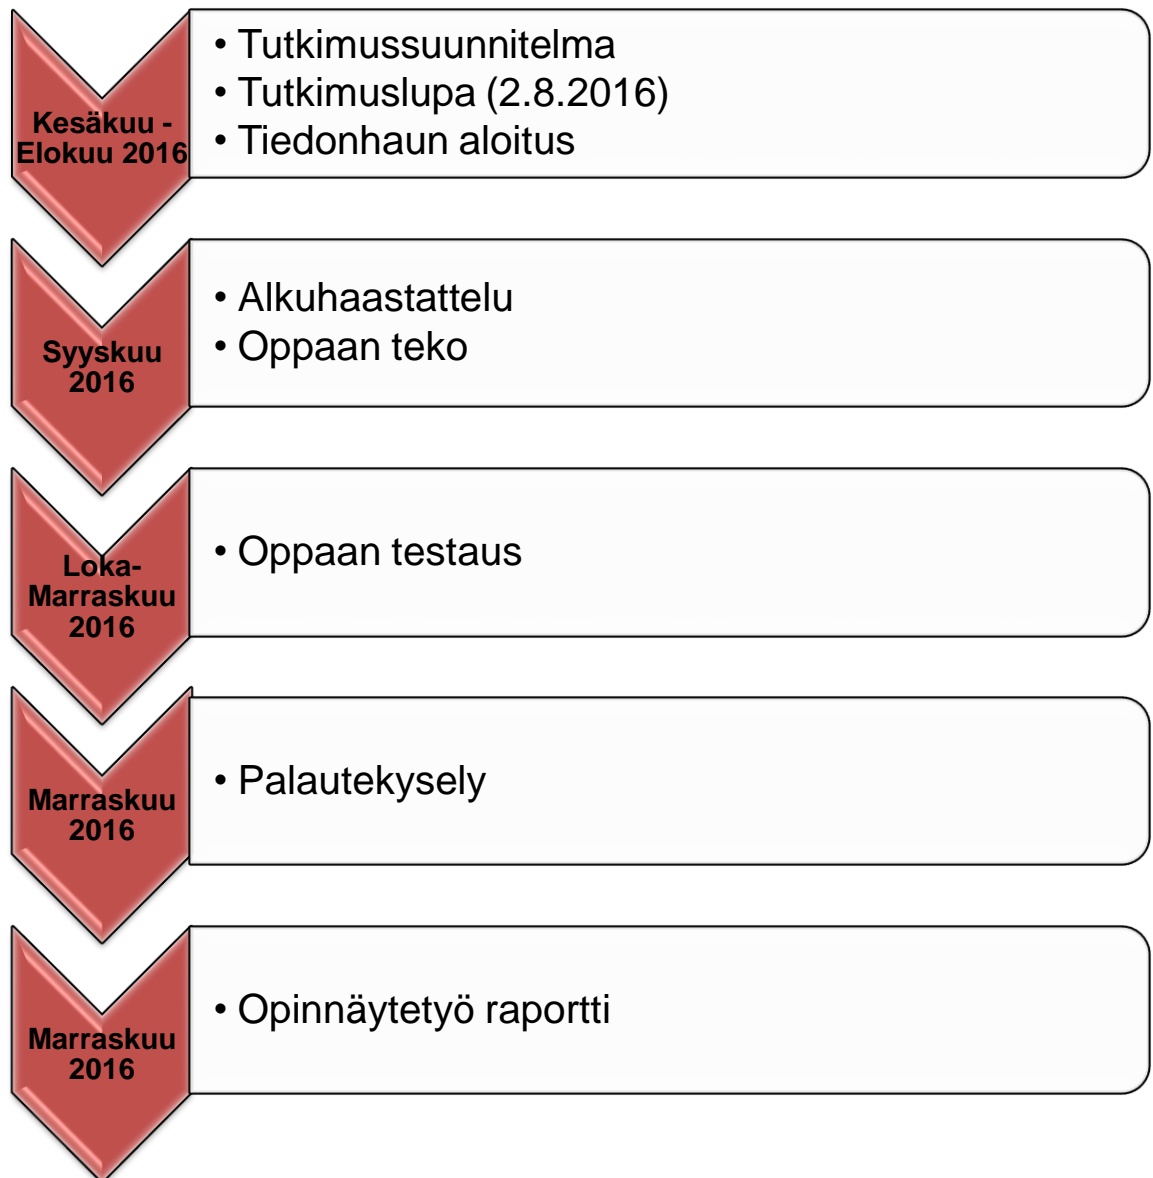 Kesäkuu -
Elokuu 2016
• Tutkimussuunnitelma
• Tutkimuslupa (2.8.2016)
• Tiedonhaun aloitus
Syyskuu
2016
• Alkuhaastattelu
• Oppaan teko
Loka-
Marraskuu
2016
• Oppaan testaus
Marraskuu
2016
• Palautekysely
Marraskuu
2016
• Opinnäytetyö raportti